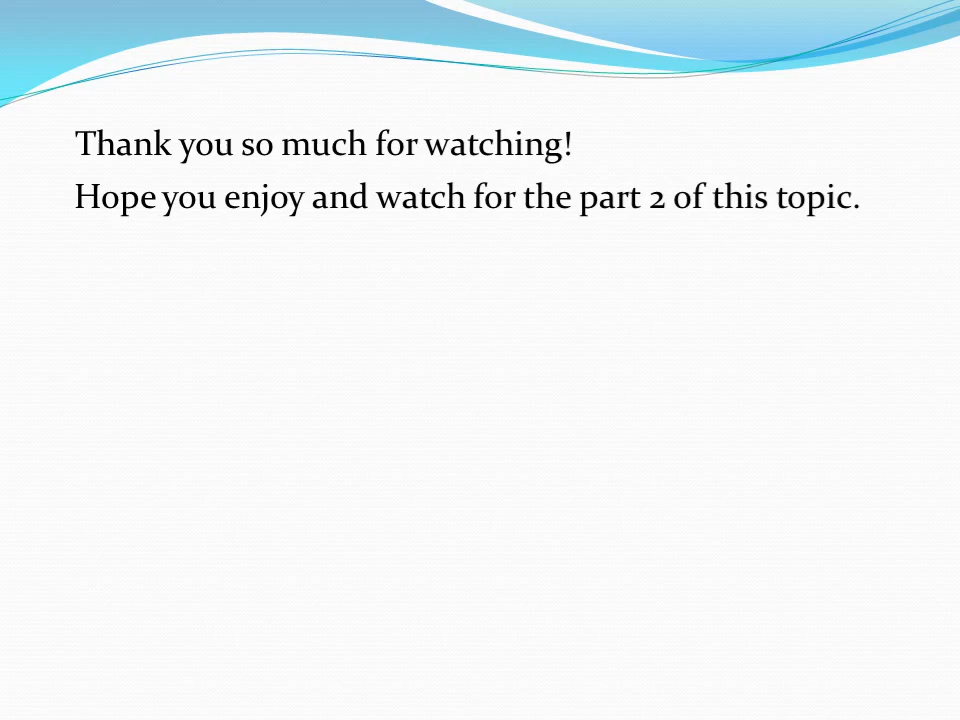 Thank you so much for watching!
Hope you enjoy and watch for the part 2 of this topic.